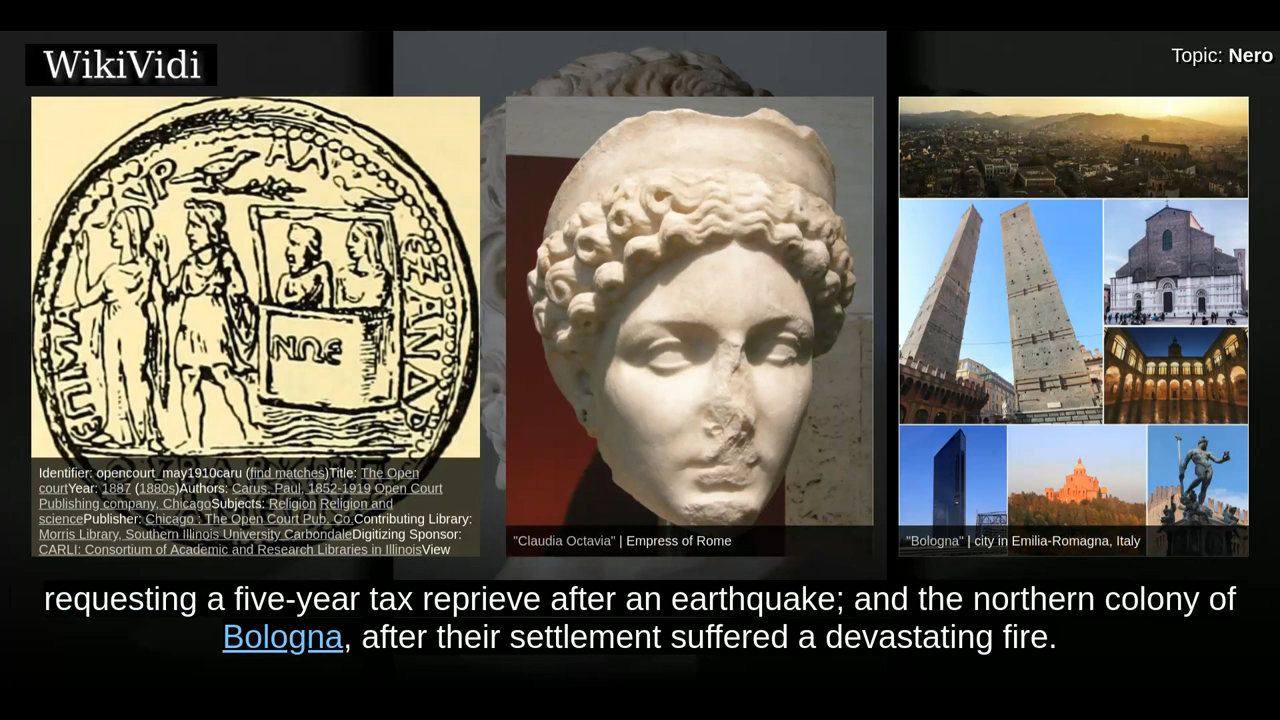 WikiVidi
Topic: Nero
ΝΩΕ
Identifier: opencourt_may1910caru (find matches)Title: The Open
courtYear: 1887 (1880s)Authors: Carus, Paul, 1852-1919 Open Court
Publishing company, ChicagoSubjects: Religion Religion and
sciencePublisher: Chicago : The Open Court Pub. Co.Contributing Library:
Morris Library, Southern Illinois University CarbondaleDigitizing Sponsor:
CARLI: Consortium of Academic and Research Libraries in IllinoisView
"Claudia Octavia" | Empress of Rome
"Bologna" | city in Emilia-Romagna, Italy
requesting a five-year tax reprieve after an earthquake; and the northern colony of
Bologna, after their settlement suffered a devastating fire.